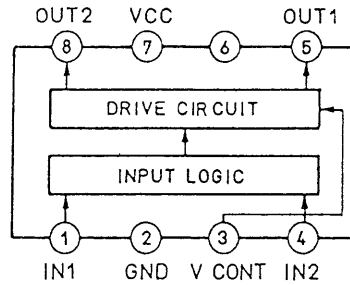 OUT2 VCC OUT1
8 7 6 5
DRIVE CIRCUIT
INPUT LOGIC
1 2 3 4
IN1 GND V CONT IN2